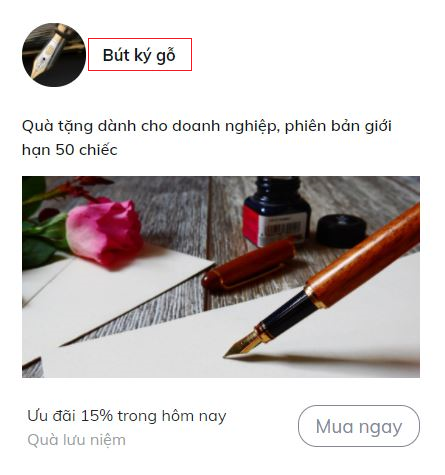 Bút ký gỗ
Quà tặng dành cho doanh nghiệp, phiên bản giới
hạn 50 chiếc
Ưu đãi 15% trong hôm nay
Quà lưu niệm
Mua ngay